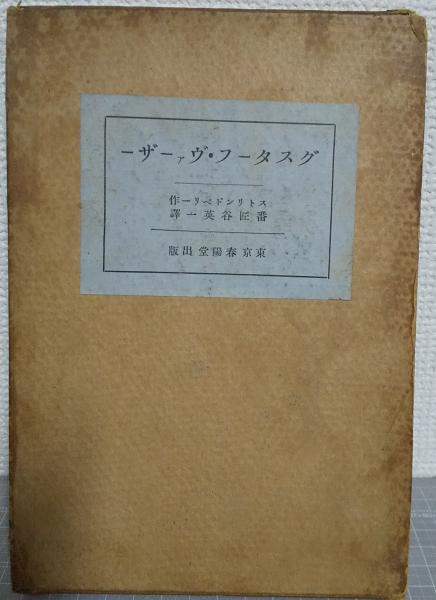 グスターフ・ヴァーザー
ストリンドベリー作
番匠谷英一譯
東京春陽堂出版